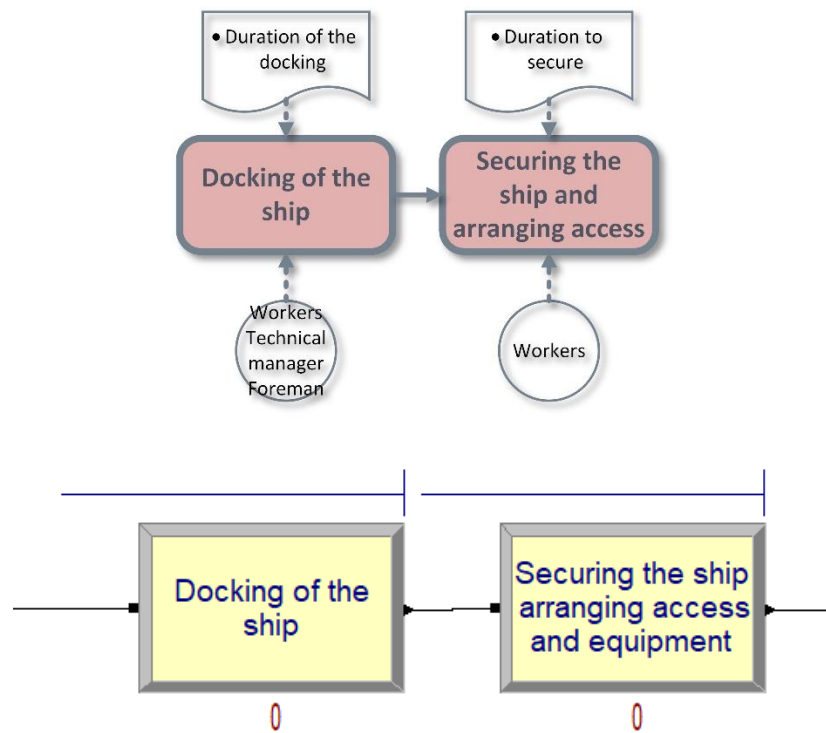 • Duration of the
docking
• Duration to
secure
Docking of the
ship
Securing the
ship and
arranging access
Workers
Technical
manager
Foreman
Workers
Docking of the
ship
Securing the ship
arranging access
and equipment
0
0